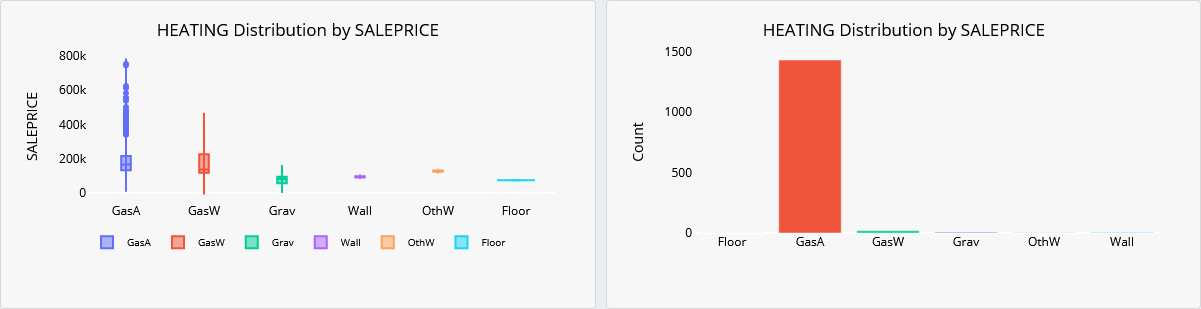 HEATING Distribution by SALEPRICE
SALEPRICE
800k
600k
400k
200k
0
GasA GasW Grav Wall OthW Floor
GasA GasW Grav Wall OthW Floor
HEATING Distribution by SALEPRICE
Count
1500
1000
500
0
Floor GasA GasW Grav OthW Wall